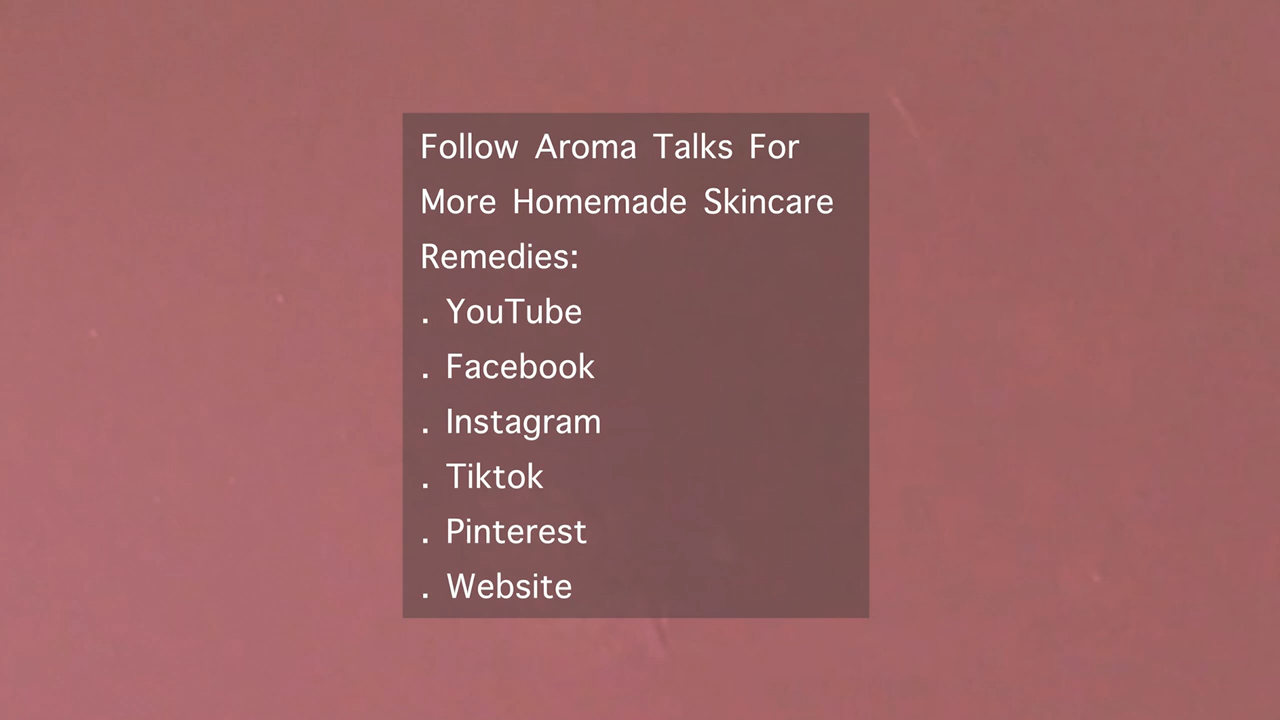 Follow Aroma Talks For
More Homemade Skincare
Remedies:
. YouTube
. Facebook
. Instagram
. Tiktok
. Pinterest
. Website